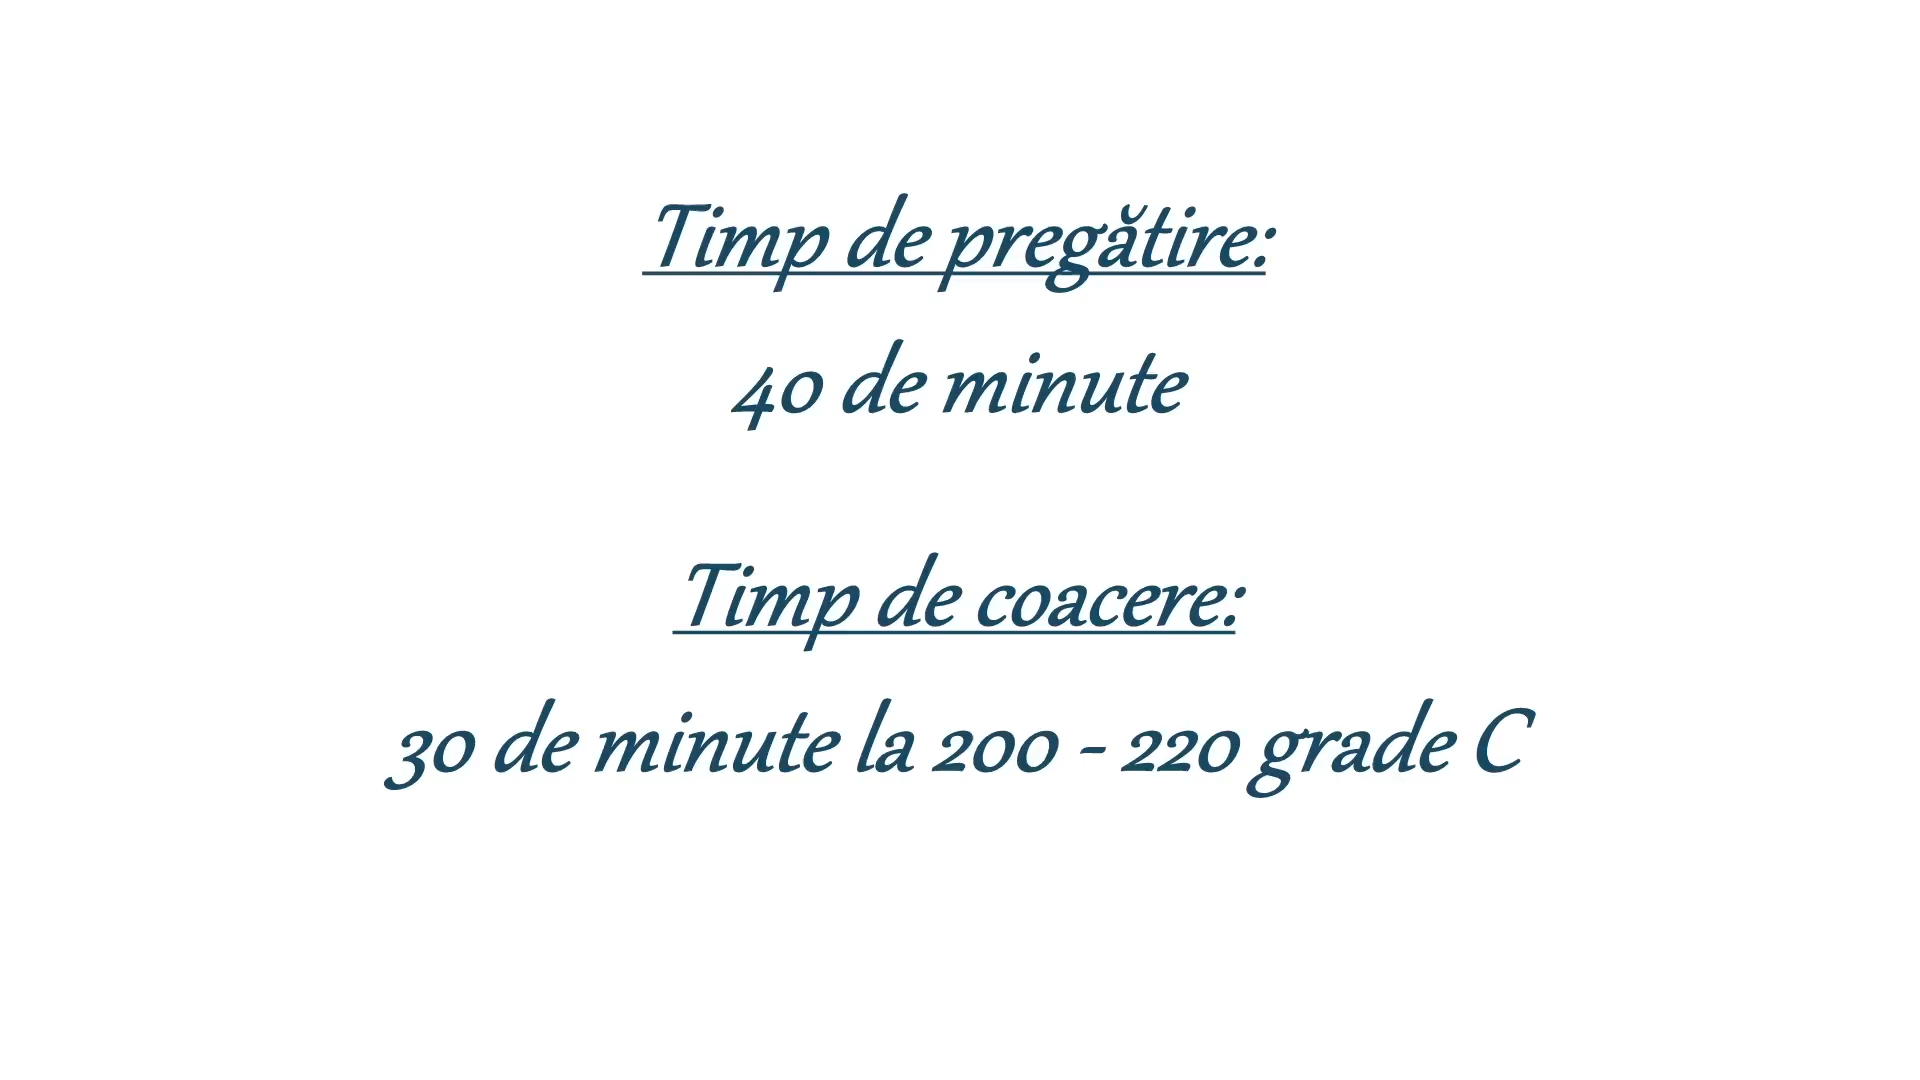 Timp de pregătire:
40 de minute
Timp de coacere:
30 de minute la 200 - 220 grade C